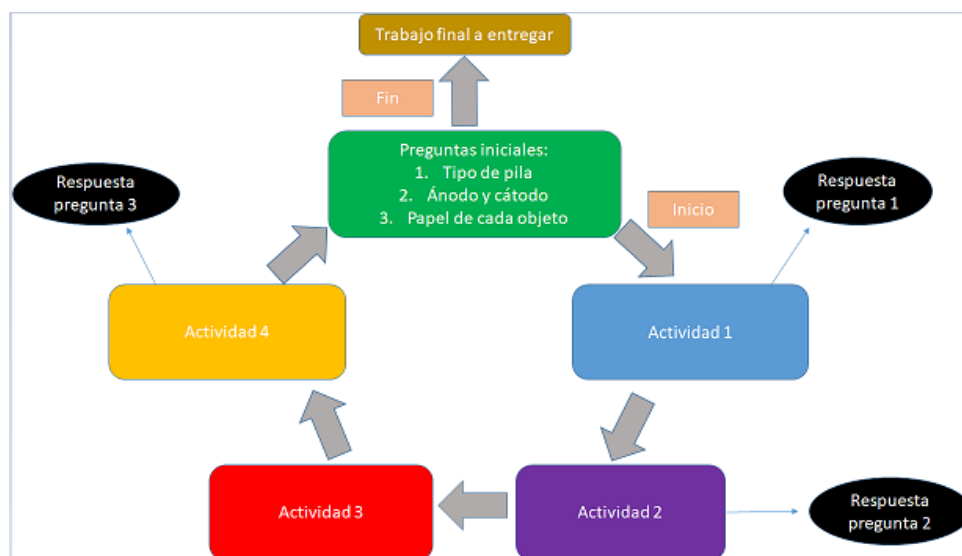 Trabajo final a entregar
Fin
Preguntas iniciales:
1. Tipo de pila
2. Ánodo y cátodo
3. Papel de cada objeto
Inicio
Respuesta
pregunta 3
Respuesta
pregunta 1
Actividad 4
Actividad 1
Actividad 3
Actividad 2
Respuesta
pregunta 2